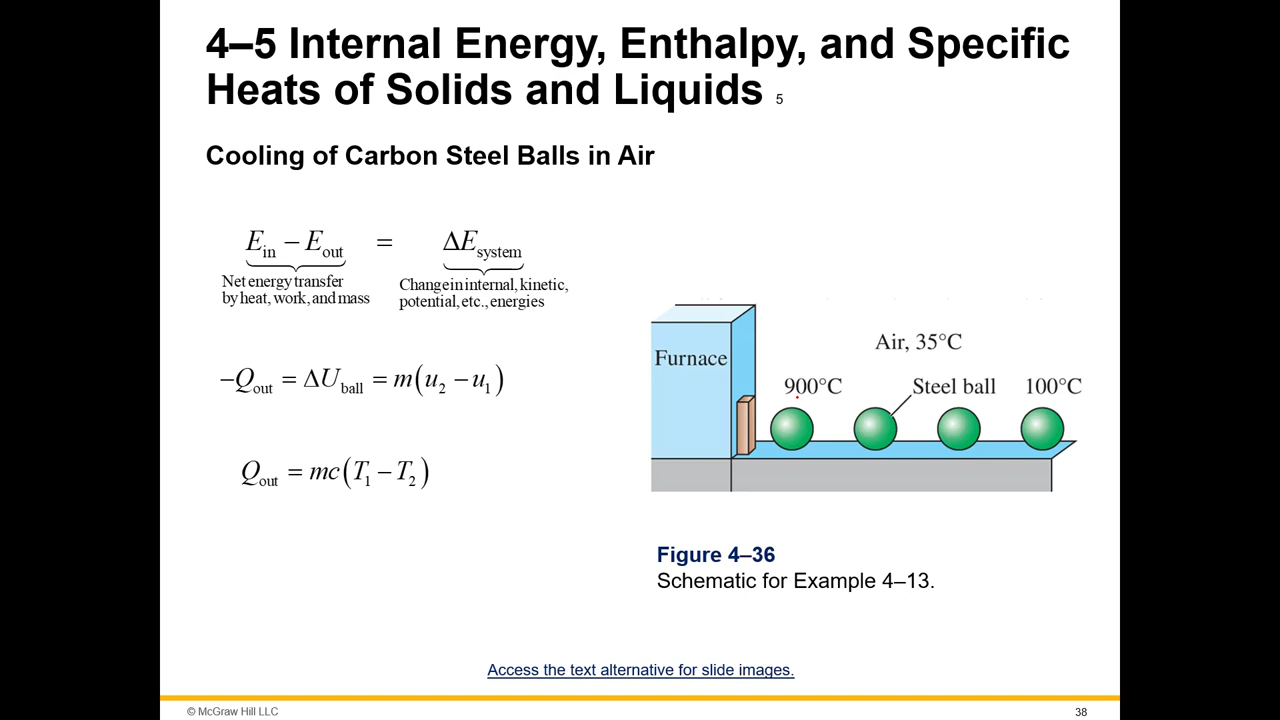 4–5 Internal Energy, Enthalpy, and Specific
Heats of Solids and Liquids 5
Cooling of Carbon Steel Balls in Air
E_in − E_out = ΔE_system
Net energy transfer
by heat, work, and mass
Change in internal, kinetic,
potential, etc., energies
−Q_out = ΔU_ball = m(u_2 − u_1)
Q_out = mc(T_1 − T_2)
Air, 35°C
Furnace
900°C Steel ball 100°C
Figure 4–36
Schematic for Example 4–13.
Access the text alternative for slide images.
© McGraw Hill LLC
38